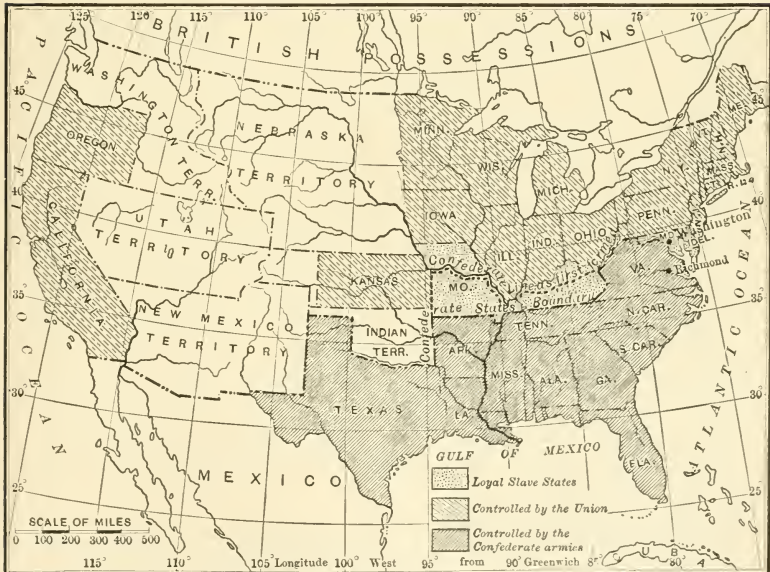 125° 120° 115° 110° 105° 100° 95° 90° 85° 80° 75° 70° 65°
BRITISH POSSESSIONS
PACIFIC OCEAN
WASHINGTON TERR.
OREGON
NEBRASKA
TERRITORY
UTAH
TERRITORY
CALIFORNIA
NEW MEXICO
TERRITORY
KANSAS
INDIAN
TERR.
TEXAS
MINN.
WIS.
MICH.
IOWA
ILL.
IND.
OHIO
PENN.
N.Y.
VT.
N.H.
ME.
MASS.
R.I.
DEL.
Washington
VA.
Richmond
MO.
Confederate States Boundary
TENN.
N.CAR.
S.CAR.
ARK.
MISS.
ALA.
GA.
LA.
FLA.
ATLANTIC OCEAN
MEXICO
GULF OF MEXICO
CUBA
45°
40°
35°
30°
25°
45°
40°
35°
30°
25°
Loyal Slave States
Controlled by the Union
Controlled by the
Confederate armies
SCALE OF MILES
0 100 200 300 400 500
115° 110° 105° Longitude 100° West 95° from 90° Greenwich 85° 80°